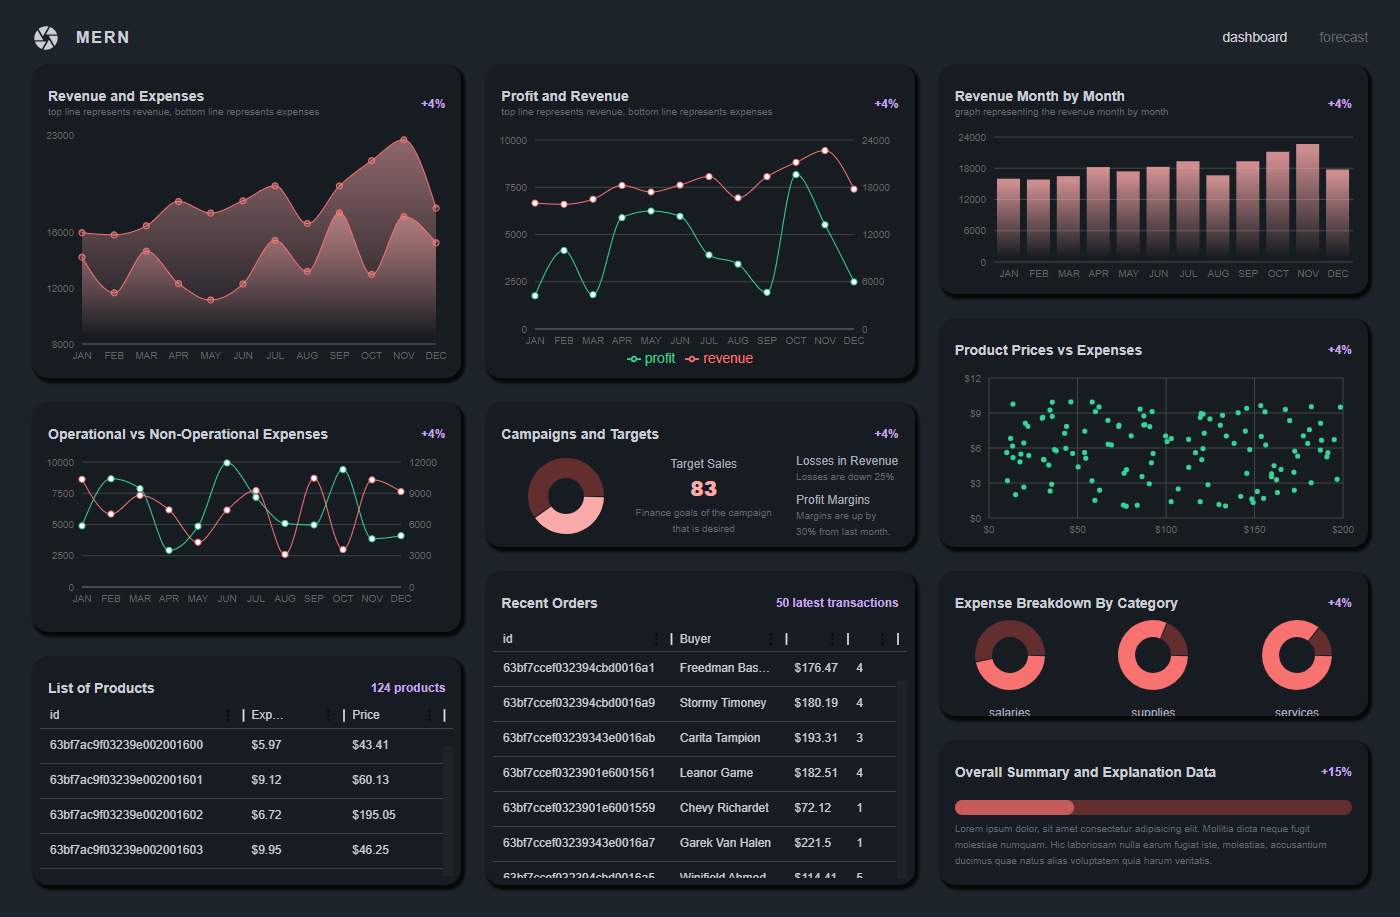 MERN
dashboard
forecast
Revenue and Expenses
top line represents revenue, bottom line represents expenses
+4%
23000
16000
12000
8000
JAN FEB MAR APR MAY JUN JUL AUG SEP OCT NOV DEC
Operational vs Non-Operational Expenses
+4%
10000
7500
5000
2500
0
12000
9000
6000
3000
0
JAN FEB MAR APR MAY JUN JUL AUG SEP OCT NOV DEC
List of Products
124 products
id Exp... Price
63bf7ac9f03239e002001600 $5.97 $43.41
63bf7ac9f03239e002001601 $9.12 $60.13
63bf7ac9f03239e002001602 $6.72 $195.05
63bf7ac9f03239e002001603 $9.95 $46.25
Profit and Revenue
top line represents revenue, bottom line represents expenses
+4%
10000
7500
5000
2500
0
24000
18000
12000
6000
0
JAN FEB MAR APR MAY JUN JUL AUG SEP OCT NOV DEC
profit revenue
Campaigns and Targets
+4%
Target Sales
83
Finance goals of the campaign
that is desired
Losses in Revenue
Losses are down 25%
Profit Margins
Margins are up by
30% from last month.
Recent Orders
50 latest transactions
id Buyer
63bf7ccef032394cbd0016a1 Freedman Bas... $176.47 4
63bf7ccef032394cbd0016a9 Stormy Timoney $180.19 4
63bf7ccef03239343e0016ab Carita Tampion $193.31 3
63bf7ccef0323901e6001561 Leanor Game $182.51 4
63bf7ccef0323901e6001559 Chevy Richardet $72.12 1
63bf7ccef03239343e0016a7 Garek Van Halen $221.5 1
63bf7ccef032394cbd0016a5 Winifield Ahmed $114.41 5
Revenue Month by Month
graph representing the revenue month by month
+4%
24000
18000
12000
6000
0
JAN FEB MAR APR MAY JUN JUL AUG SEP OCT NOV DEC
Product Prices vs Expenses
+4%
$12
$9
$6
$3
$0
$0 $50 $100 $150 $200
Expense Breakdown By Category
+4%
salaries supplies services
Overall Summary and Explanation Data
+15%
Lorem ipsum dolor, sit amet consectetur adipisicing elit. Mollitia dicta neque fugit
molestiae numquam. Hic laboriosam nulla earum fugiat iste, molestias, accusantium
ducimus quae natus alias voluptatem quia harum veritatis.